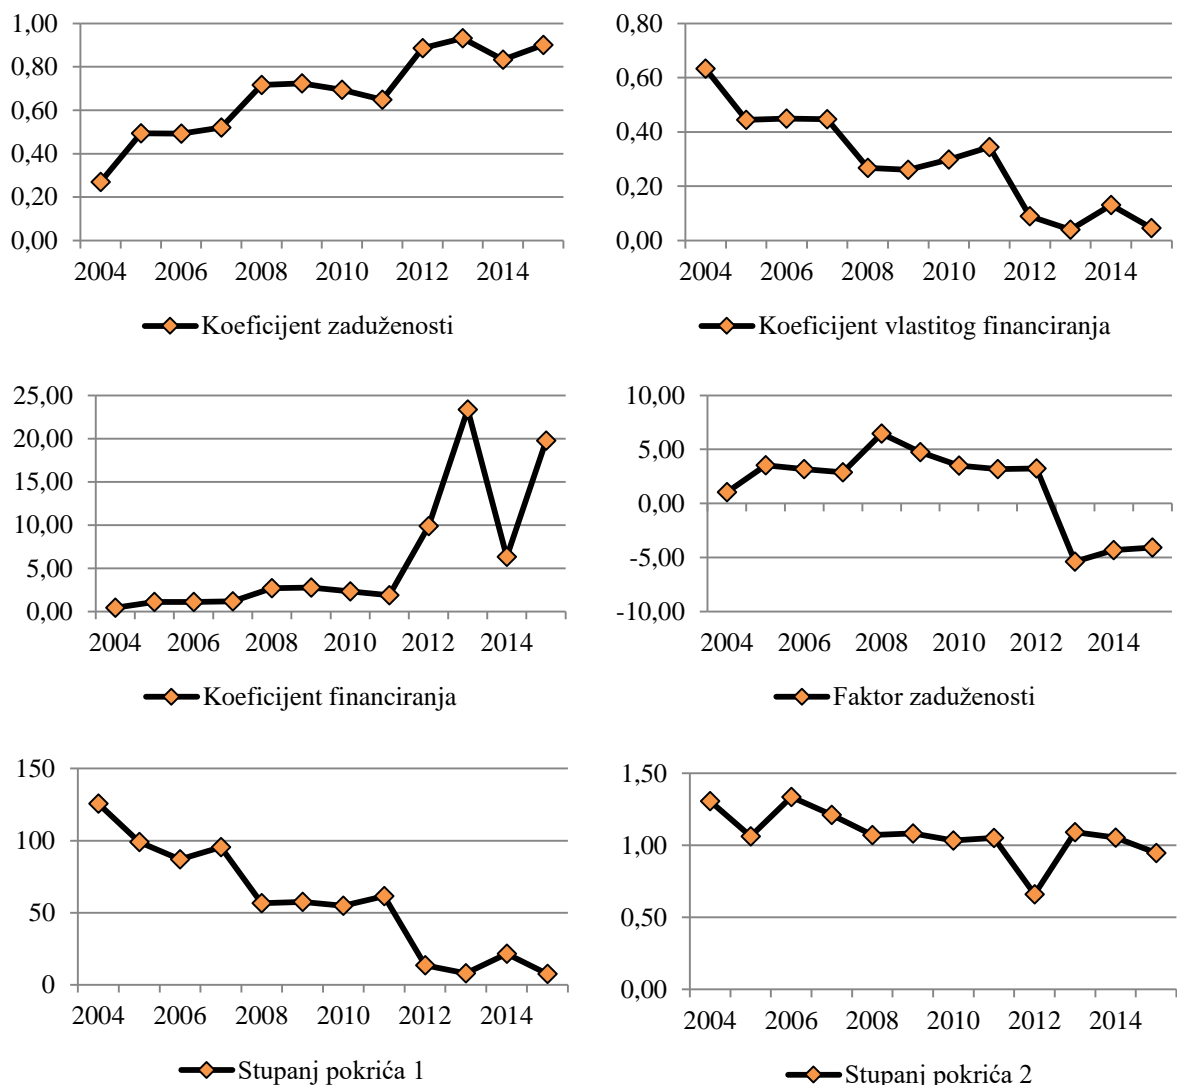 1,00
0,80
0,60
0,40
0,20
0,00
2004 2006 2008 2010 2012 2014
Koeficijent zaduženosti
0,80
0,60
0,40
0,20
0,00
2004 2006 2008 2010 2012 2014
Koeficijent vlastitog financiranja
25,00
20,00
15,00
10,00
5,00
0,00
2004 2006 2008 2010 2012 2014
Koeficijent financiranja
10,00
5,00
0,00
-5,00
-10,00
2004 2006 2008 2010 2012 2014
Faktor zaduženosti
150
100
50
0
2004 2006 2008 2010 2012 2014
Stupanj pokrića 1
1,50
1,00
0,50
0,00
2004 2006 2008 2010 2012 2014
Stupanj pokrića 2